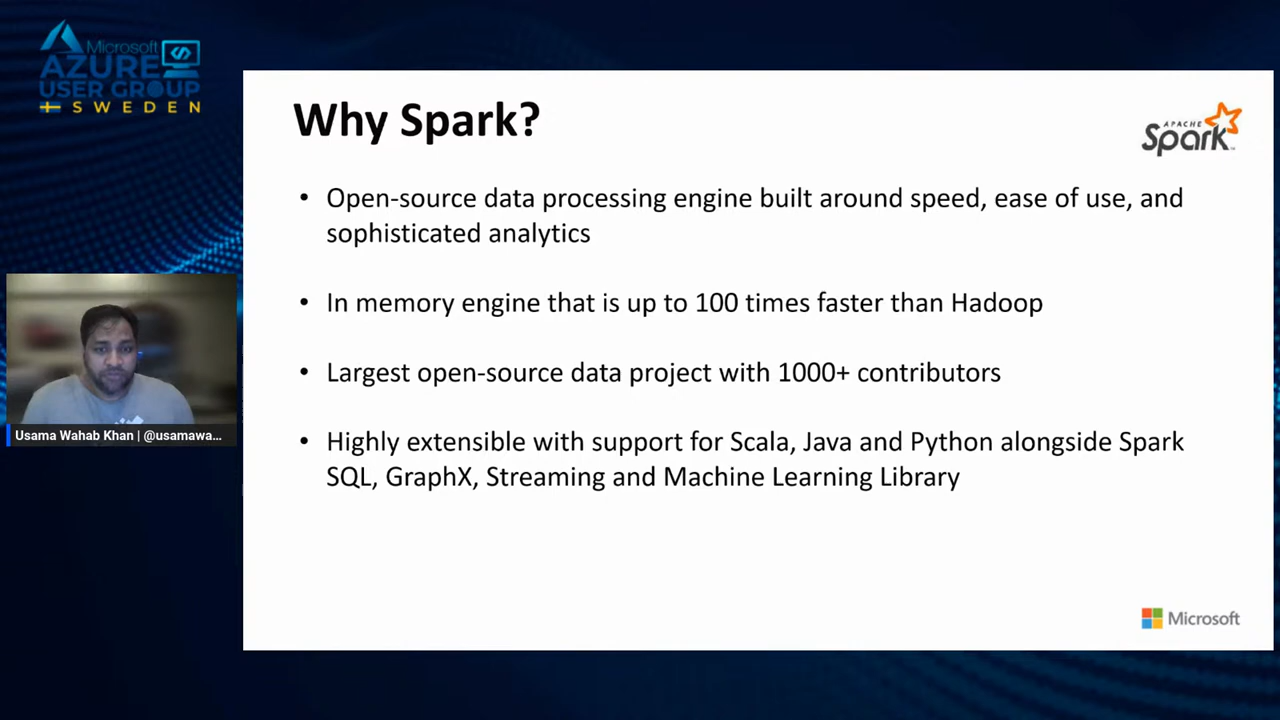 Microsoft
AZURE
USER GROUP
SWEDEN
Why Spark?
APACHE
Spark
• Open-source data processing engine built around speed, ease of use, and
sophisticated analytics
• In memory engine that is up to 100 times faster than Hadoop
• Largest open-source data project with 1000+ contributors
• Highly extensible with support for Scala, Java and Python alongside Spark
SQL, GraphX, Streaming and Machine Learning Library
Usama Wahab Khan | @usamawa...
Microsoft